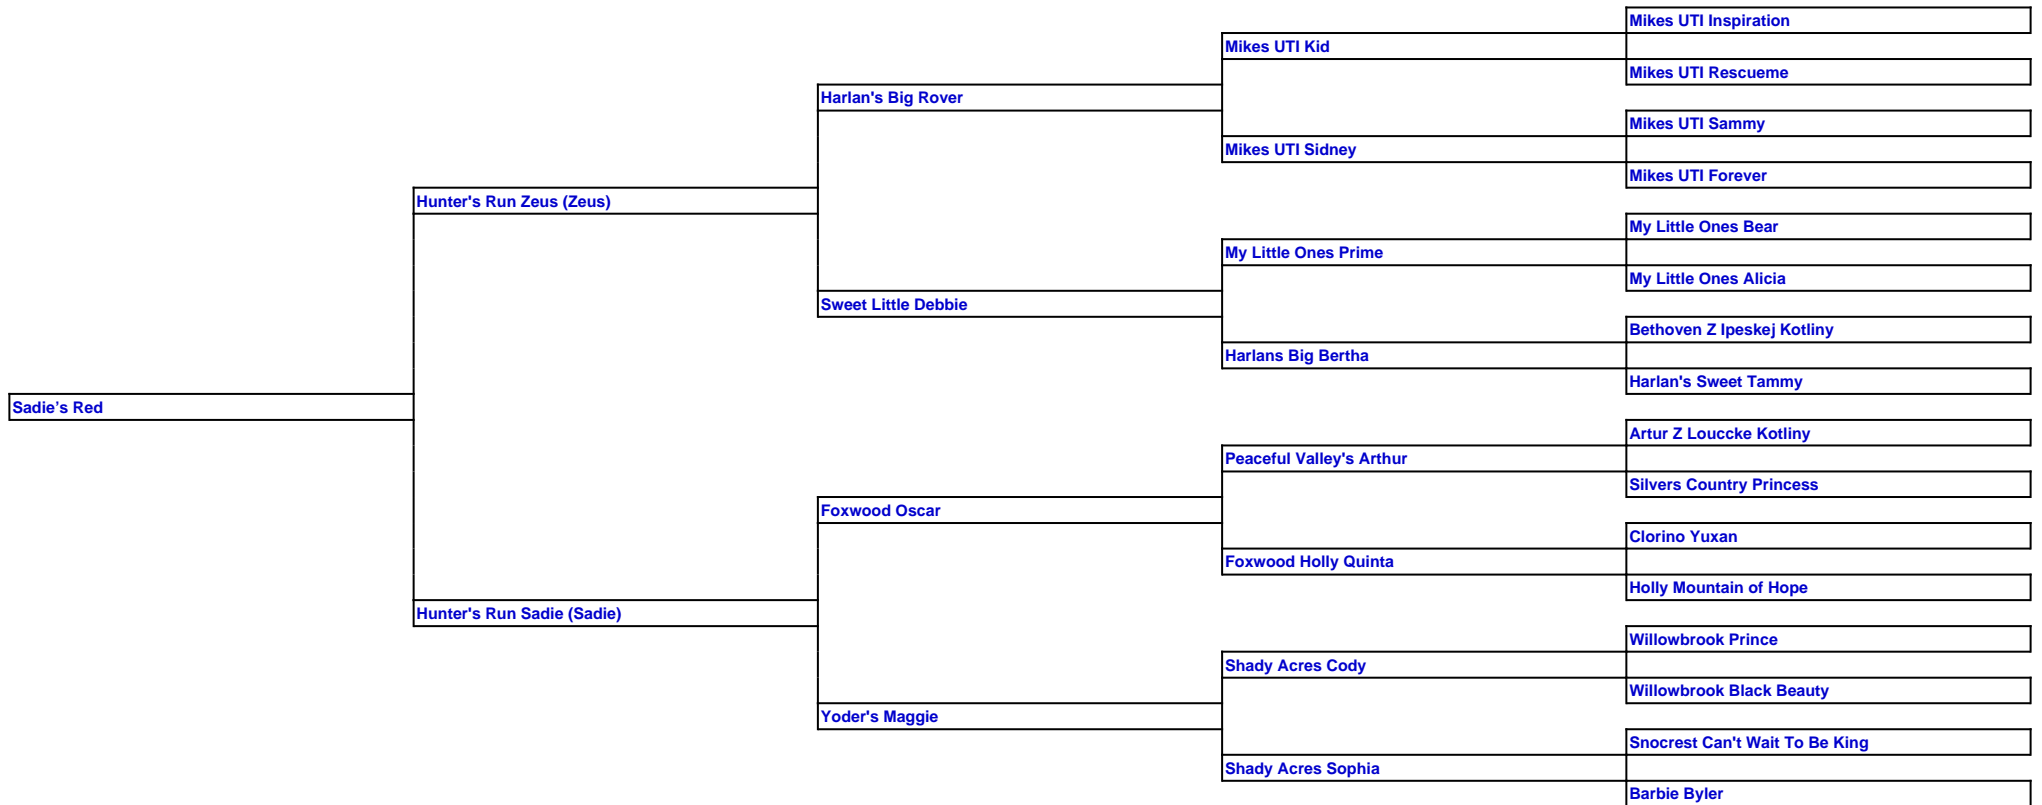 Mikes UTI Inspiration
Mikes UTI Kid
Mikes UTI Rescueme
Harlan's Big Rover
Mikes UTI Sammy
Mikes UTI Sidney
Mikes UTI Forever
Hunter's Run Zeus (Zeus)
My Little Ones Bear
My Little Ones Prime
My Little Ones Alicia
Sweet Little Debbie
Bethoven Z Ipeskej Kotliny
Harlans Big Bertha
Harlan's Sweet Tammy
Sadie’s Red
Artur Z Louccke Kotliny
Peaceful Valley's Arthur
Silvers Country Princess
Foxwood Oscar
Clorino Yuxan
Foxwood Holly Quinta
Holly Mountain of Hope
Hunter's Run Sadie (Sadie)
Willowbrook Prince
Shady Acres Cody
Willowbrook Black Beauty
Yoder's Maggie
Snocrest Can't Wait To Be King
Shady Acres Sophia
Barbie Byler